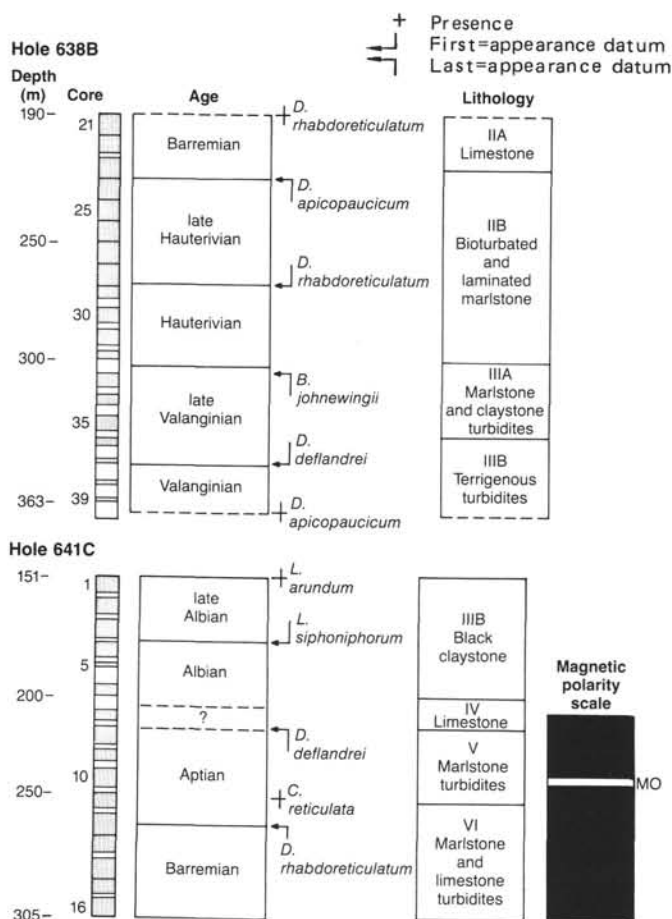 + Presence
First=appearance datum
Last=appearance datum
Hole 638B
Depth (m)
Core
Age
Lithology
190–
250–
300–
363–
21
25
30
35
39
Barremian
late
Hauterivian
Hauterivian
late
Valanginian
Valanginian
+ D.
rhabdoreticulatum
D.
apicopaucicum
D.
rhabdoreticulatum
B.
johnewingii
D.
deflandrei
+ D.
apicopaucicum
IIA
Limestone
IIB
Bioturbated
and
laminated
marlstone
IIIA
Marlstone
and claystone
turbidites
IIIB
Terrigenous
turbidites
Hole 641C
151–
200–
250–
305–
1
5
10
16
late
Albian
Albian
?
Aptian
Barremian
+ L.
arundum
L.
siphoniphorum
D.
deflandrei
+ C.
reticulata
D.
rhabdoreticulatum
IIIB
Black
claystone
IV
Limestone
V
Marlstone
turbidites
VI
Marlstone
and
limestone
turbidites
Magnetic
polarity
scale
MO